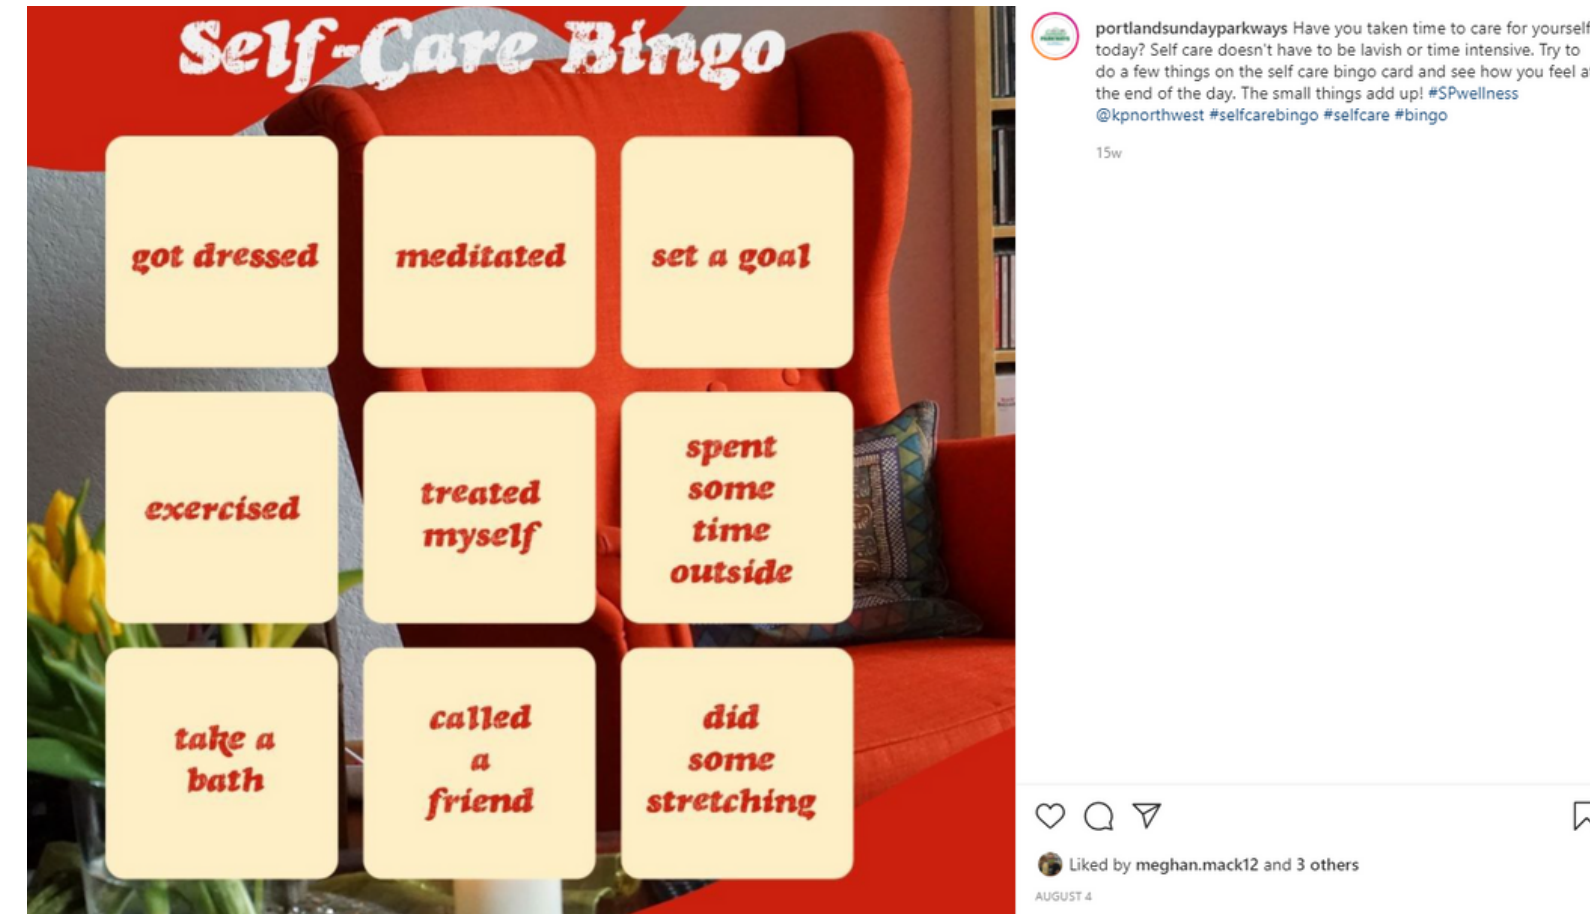 Self-Care Bingo
got dressed
meditated
set a goal
exercised
treated
myself
spent
some
time
outside
take a
bath
called
a
friend
did
some
stretching
portlandsundayparkways Have you taken time to care for yourself
today? Self care doesn't have to be lavish or time intensive. Try to
do a few things on the self care bingo card and see how you feel at
the end of the day. The small things add up! #SPwellness
@kpnorthwest #selfcarebingo #selfcare #bingo
15w
Liked by meghan.mack12 and 3 others
AUGUST 4